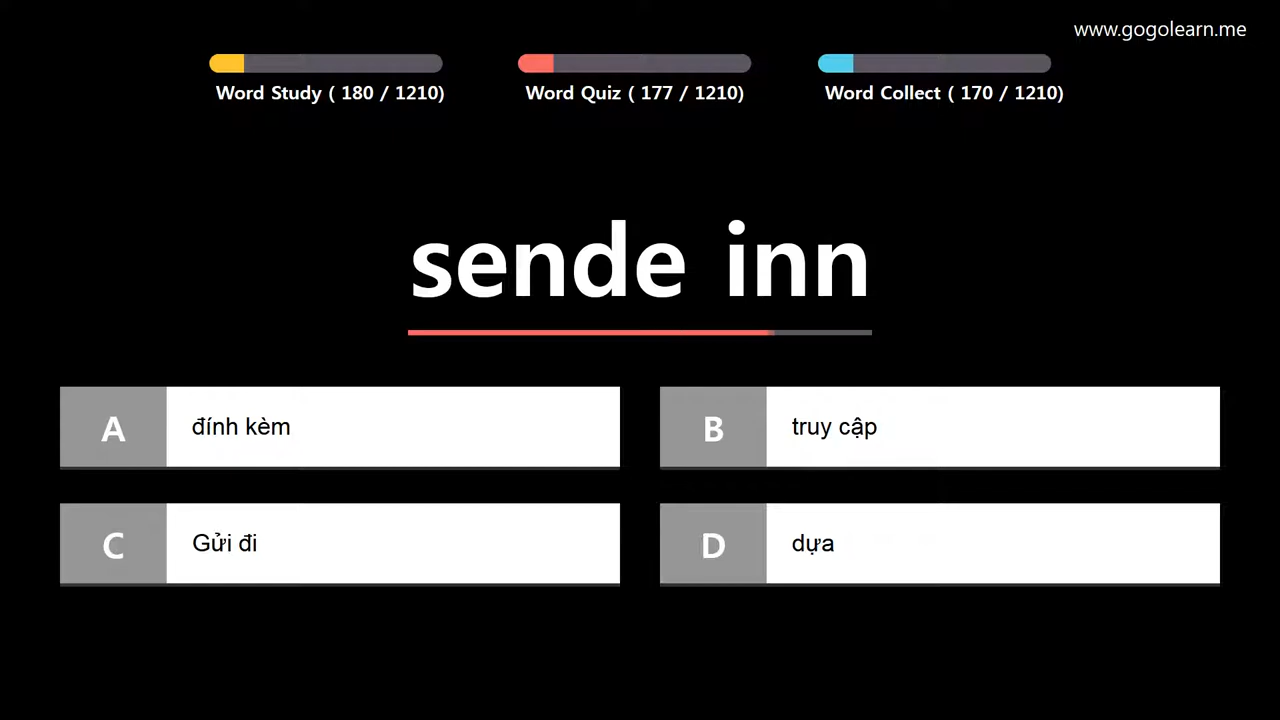 www.gogolearn.me
Word Study ( 180 / 1210)
Word Quiz ( 177 / 1210)
Word Collect ( 170 / 1210)
sende inn
A đính kèm
B truy cập
C Gửi đi
D dựa